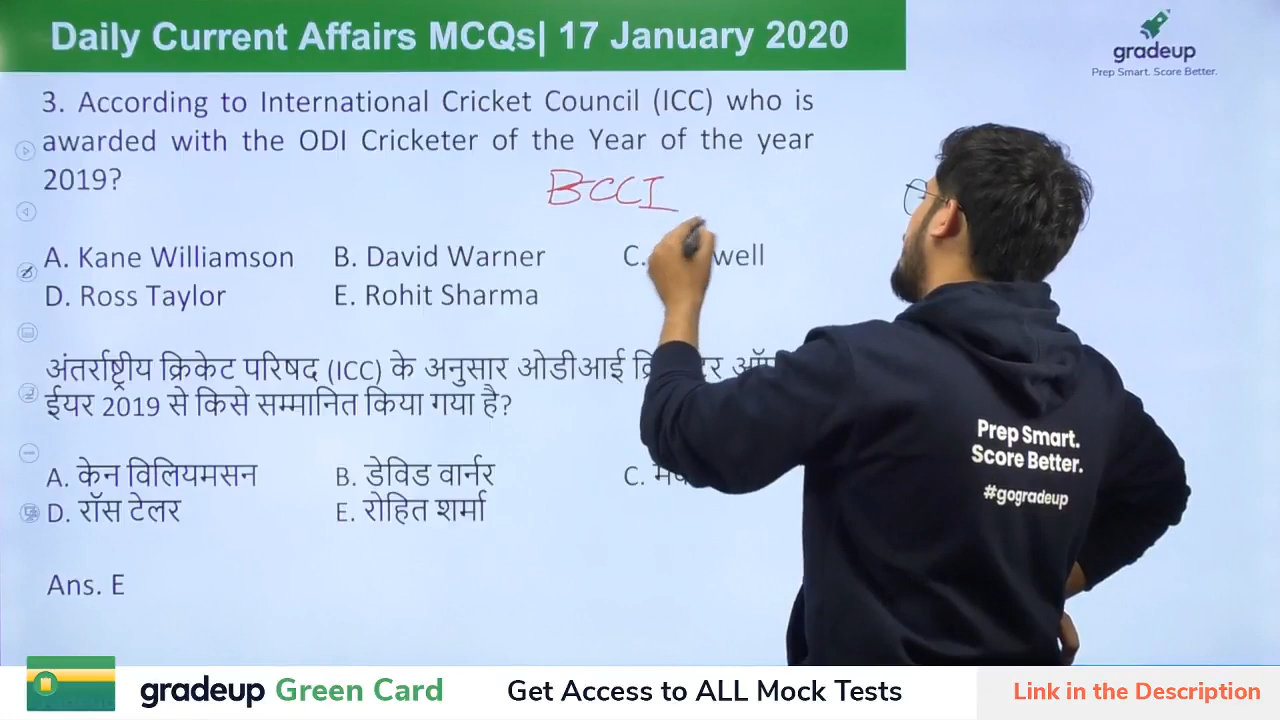 Daily Current Affairs MCQs| 17 January 2020
gradeup
Prep Smart. Score Better.
3. According to International Cricket Council (ICC) who is
awarded with the ODI Cricketer of the Year of the year
2019?
BCCI
A. Kane Williamson B. David Warner C.
D. Ross Taylor E. Rohit Sharma
अंतर्राष्ट्रीय क्रिकेट परिषद (ICC) के अनुसार ओडीआई
ईयर 2019 से किसे सम्मानित किया गया है?
A. केन विलियमसन B. डेविड वार्नर C.
D. रॉस टेलर E. रोहित शर्मा
Ans. E
Prep Smart.
Score Better.
#gogradeup
gradeup Green Card Get Access to ALL Mock Tests Link in the Description